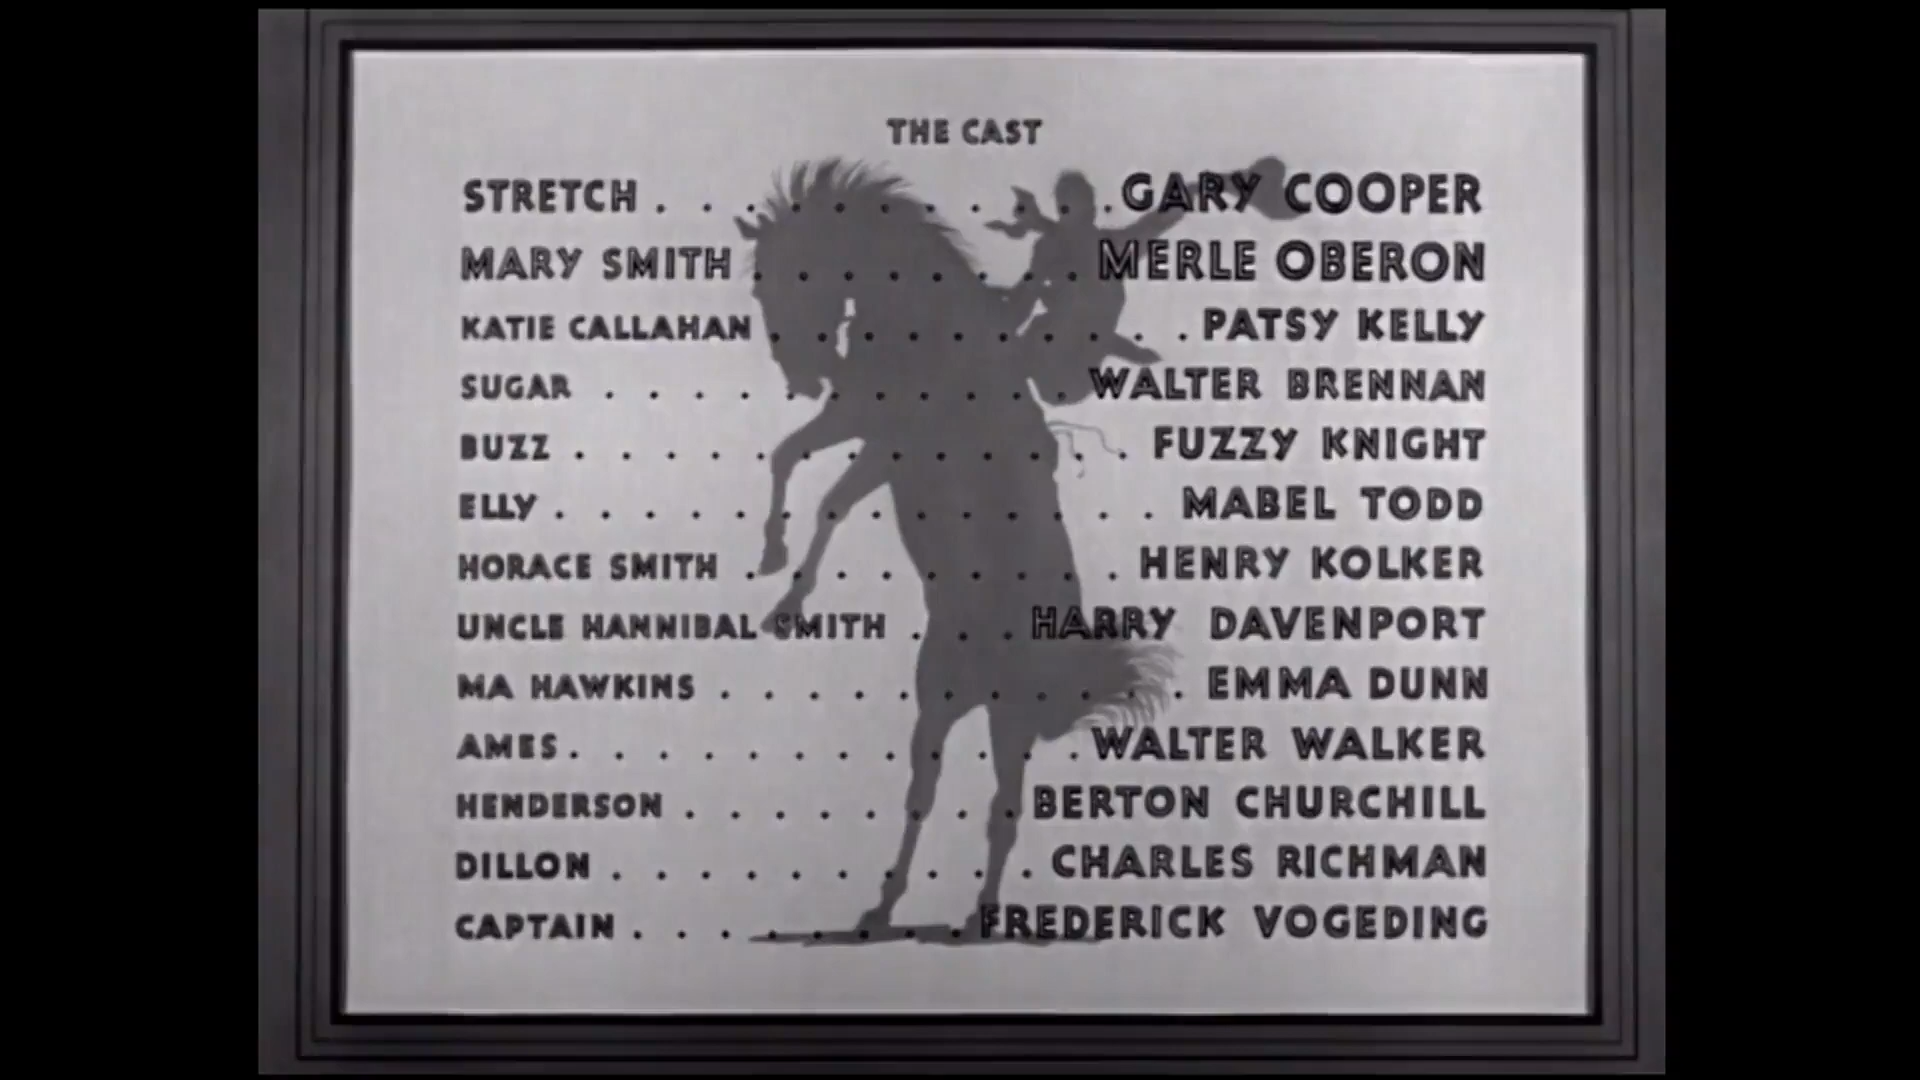 THE CAST
STRETCH . . . . . . . . . . . GARY COOPER
MARY SMITH . . . . . . . . MERLE OBERON
KATIE CALLAHAN . . . . . . . . . . PATSY KELLY
SUGAR . . . . . . . . . . . WALTER BRENNAN
BUZZ . . . . . . . . . . . . . FUZZY KNIGHT
ELLY . . . . . . . . . . . . . . MABEL TODD
HORACE SMITH . . . . . . . . . HENRY KOLKER
UNCLE HANNIBAL SMITH . . . HARRY DAVENPORT
MA HAWKINS . . . . . . . . . . . EMMA DUNN
AMES . . . . . . . . . . . . WALTER WALKER
HENDERSON . . . . . . . . BERTON CHURCHILL
DILLON . . . . . . . . . . CHARLES RICHMAN
CAPTAIN . . . . . . . . FREDERICK VOGEDING